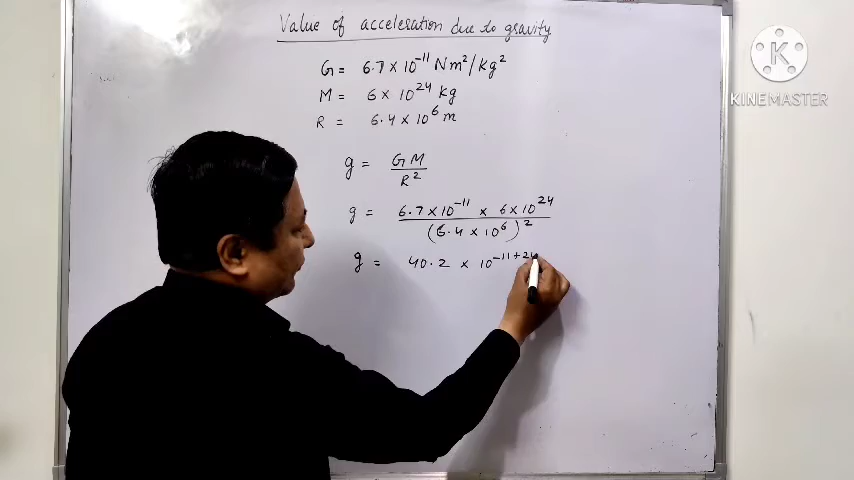 Value of acceleration due to gravity
G = 6.7 × 10⁻¹¹ Nm²/Kg²
M = 6 × 10²⁴ Kg
R = 6.4 × 10⁶ m
g = GM / R²
g = 6.7 × 10⁻¹¹ × 6 × 10²⁴ / (6.4 × 10⁶)²
g = 40.2 × 10⁻¹¹⁺²⁴
K
KINEMASTER